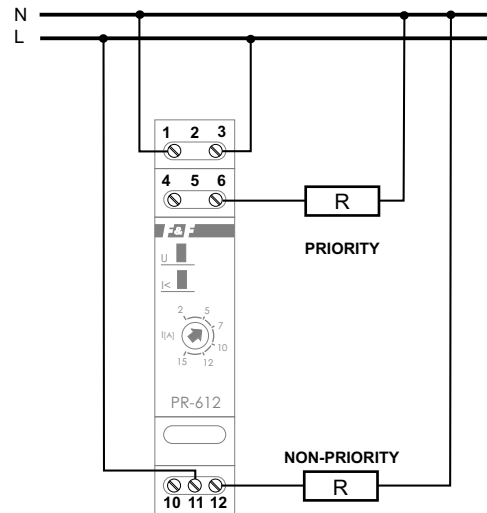 N
L
1 2 3
4 5 6
R
PRIORITY
F&F
U
I<
2 5
7
I(A)
10
15 12
PR-612
NON-PRIORITY
R
10 11 12